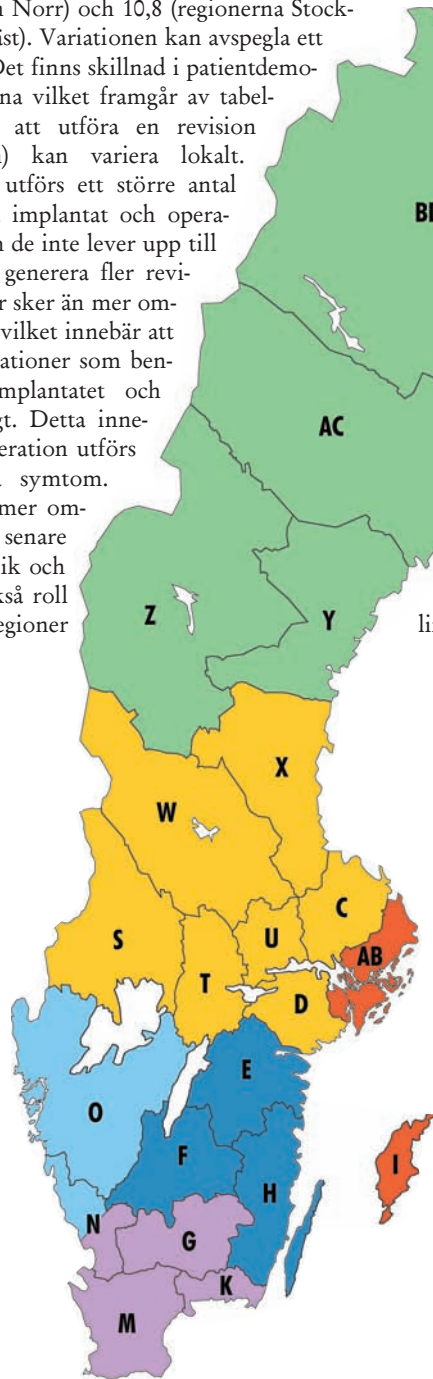 Norr) och 10,8 (regionerna Stock-
st). Variationen kan avspegla ett
Det finns skillnad i patientdemo-
na vilket framgår av tabel-
att utföra en revision
kan variera lokalt.
utförs ett större antal
implantat och opera-
de inte lever upp till
generera fler revi-
r sker än mer om-
vilket innebär att
ationer som ben-
mplantatet och
gt. Detta inne-
eration utförs
symtom.
mer om-
senare
ik och
kså roll
egioner
lin
BD
AC
Z
Y
X
W
C
S
U
AB
T
D
E
O
F
I
H
N
G
K
M